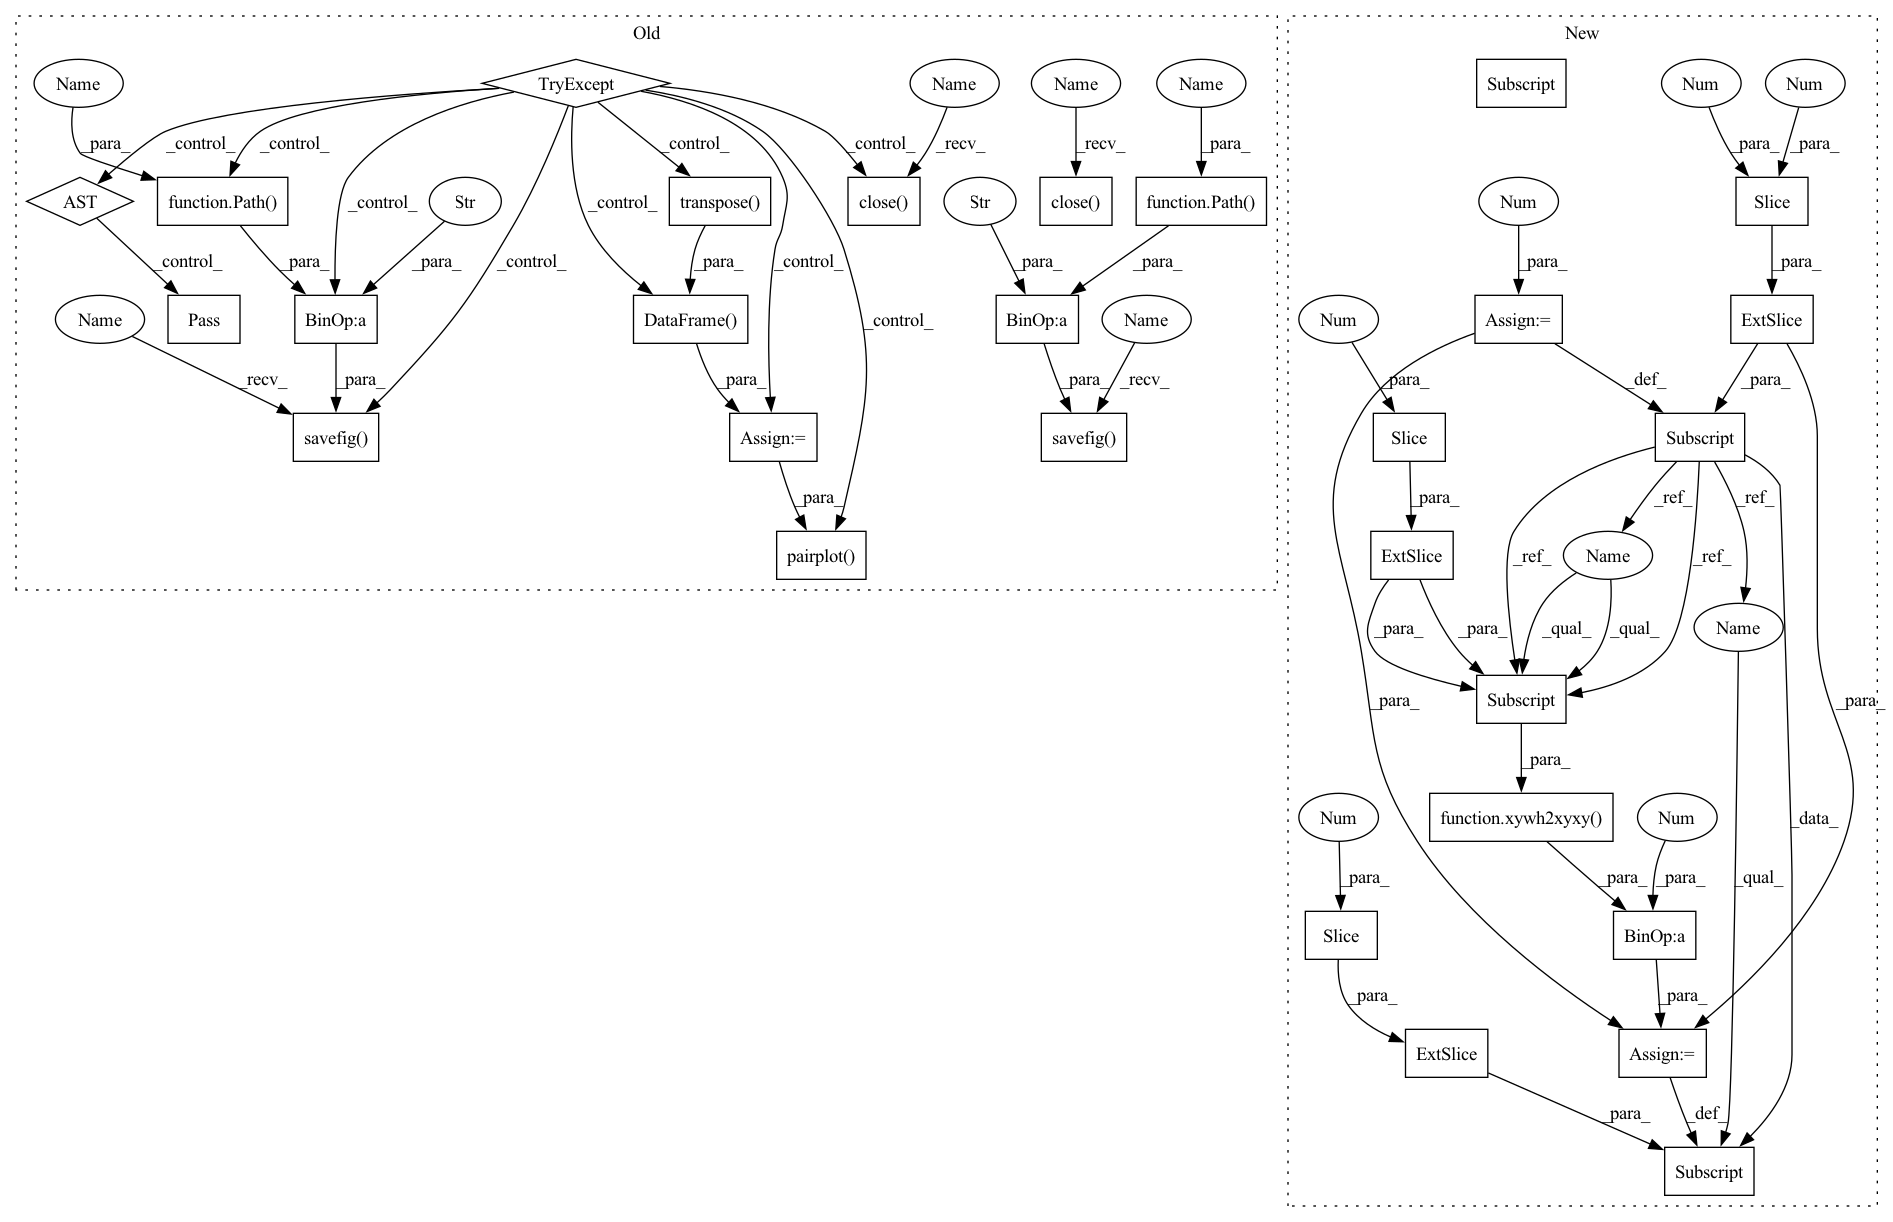 Old
New
Name
TryExcept
Name
Name
Name
Subscript
Num
Num
_para_
_control_
_control_
_control_
_control_
_recv_
_recv_
_para_
_para_
_para_
AST
function.Path()
_control_
Str
_control_
transpose()
close()
Str
close()
function.Path()
Num
Slice
_control_
_para_
_para_
_control_
_para_
_control_
_para_
_para_
_para_
_para_
Name
Pass
BinOp:a
DataFrame()
_control_
BinOp:a
Name
Num
Assign:=
ExtSlice
_recv_
_para_
_para_
_para_
_recv_
_para_
_def_
_para_
savefig()
Assign:=
savefig()
Slice
Subscript
_para_
_para_
_ref_
_ref_
pairplot()
ExtSlice
_ref_
Name
_ref_
_para_
_para_
_qual_
_qual_
Name
Subscript
_para_
_para_
_para_
Num
function.xywh2xyxy()
Num
_data_
_para_
_para_
_para_
_qual_
Slice
BinOp:a
_para_
_para_
ExtSlice
Assign:=
_para_
_def_
Subscript